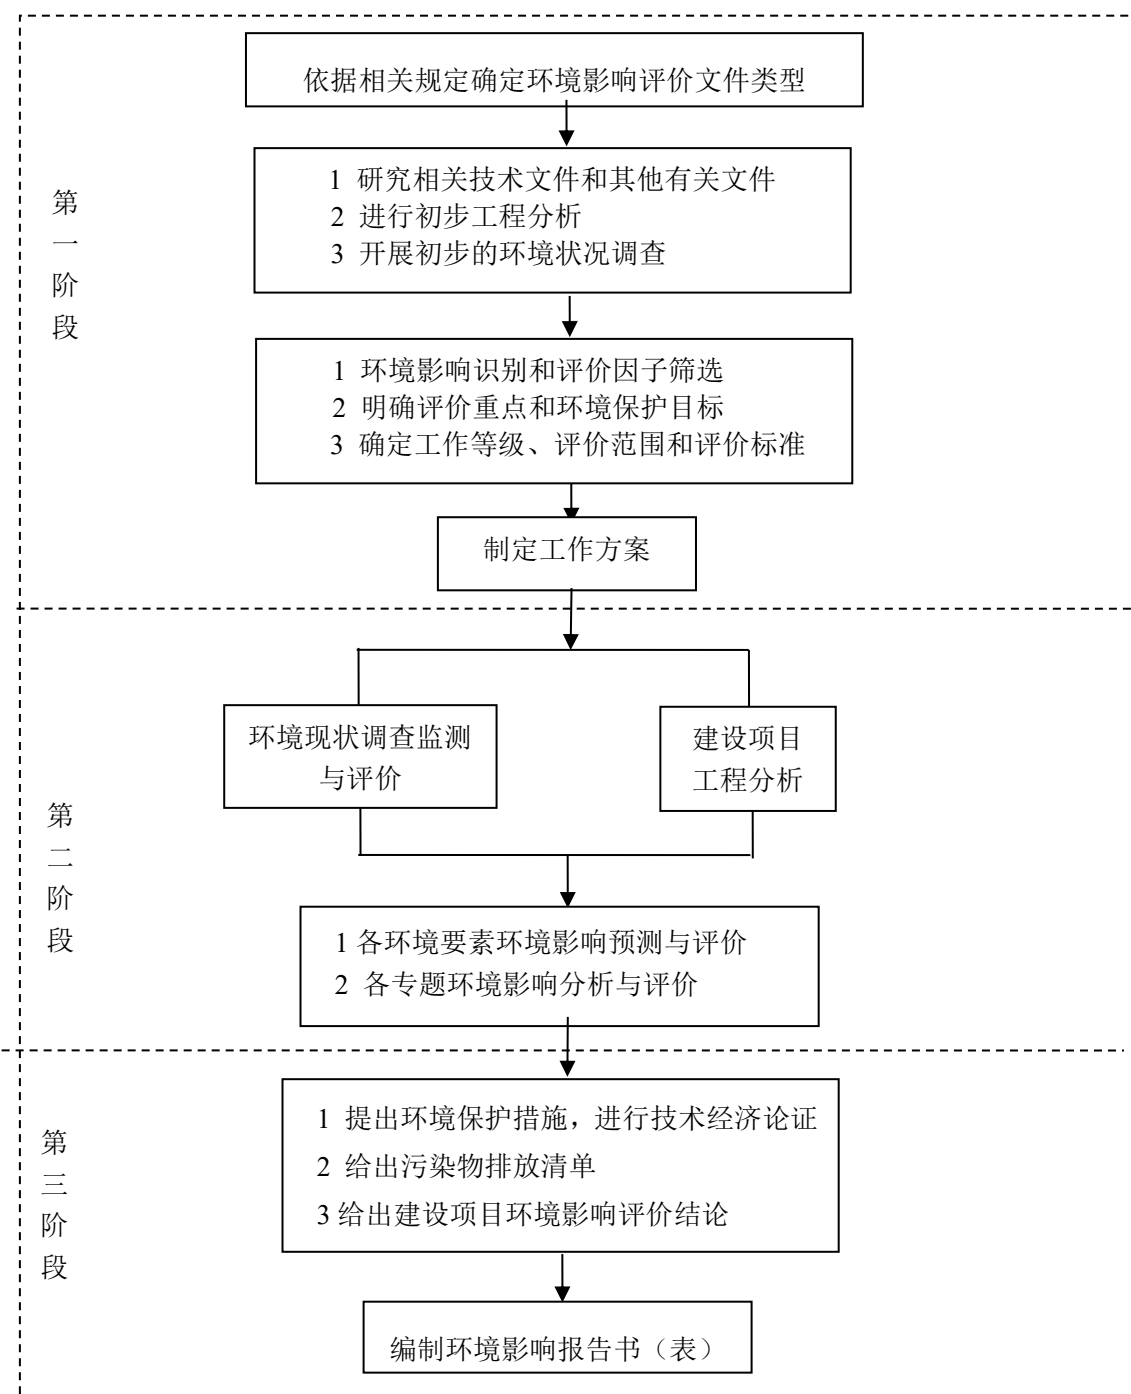 依据相关规定确定环境影响评价文件类型
1 研究相关技术文件和其他有关文件
2 进行初步工程分析
3 开展初步的环境状况调查
第
一
阶
段
1 环境影响识别和评价因子筛选
2 明确评价重点和环境保护目标
3 确定工作等级、评价范围和评价标准
制定工作方案
环境现状调查监测
与评价
建设项目
工程分析
第
二
阶
段
1 各环境要素环境影响预测与评价
2 各专题环境影响分析与评价
1 提出环境保护措施，进行技术经济论证
2 给出污染物排放清单
3 给出建设项目环境影响评价结论
第
三
阶
段
编制环境影响报告书（表）